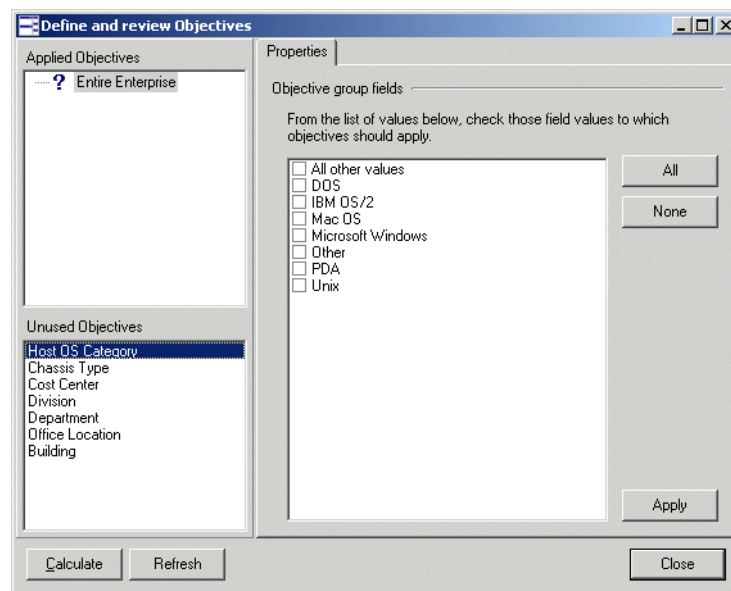 Define and review Objectives
Applied Objectives
? Entire Enterprise
Unused Objectives
Host OS Category
Chassis Type
Cost Center
Division
Department
Office Location
Building
Properties
Objective group fields
From the list of values below, check those field values to which
objectives should apply.
All other values
DOS
IBM OS/2
Mac OS
Microsoft Windows
Other
PDA
Unix
All
None
Apply
Calculate
Refresh
Close